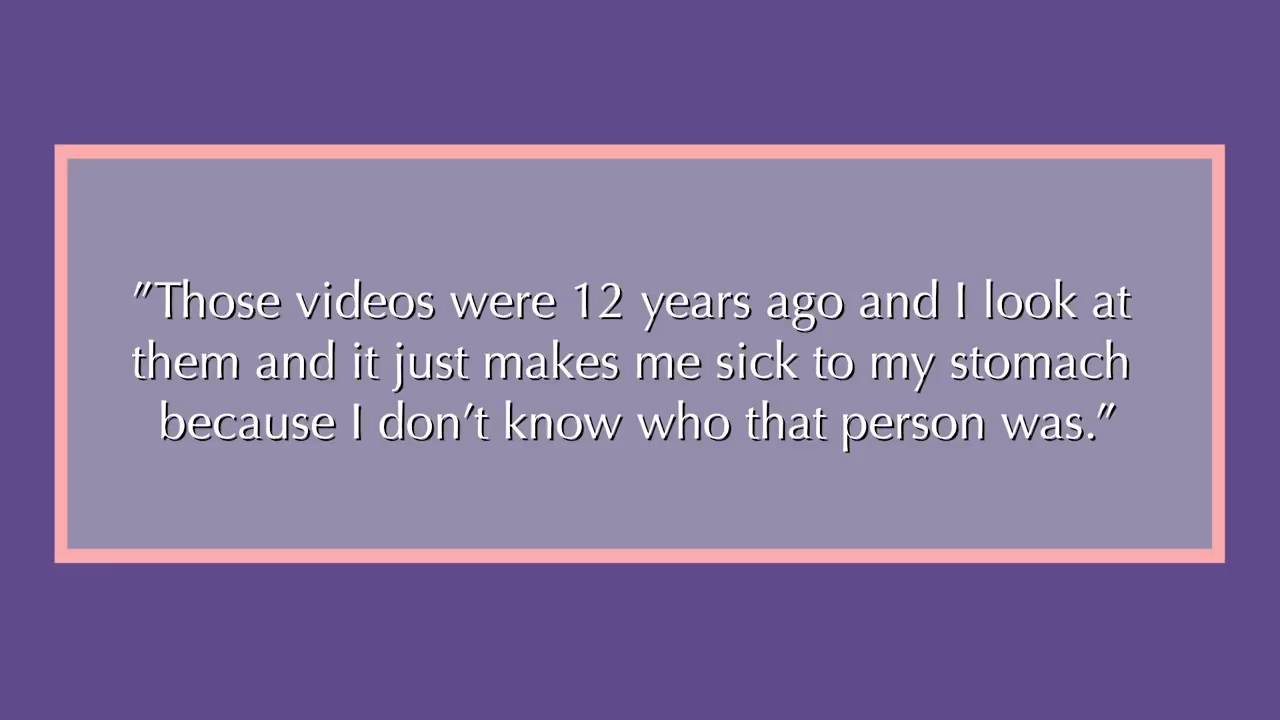 "Those videos were 12 years ago and I look at
them and it just makes me sick to my stomach
because I don't know who that person was."